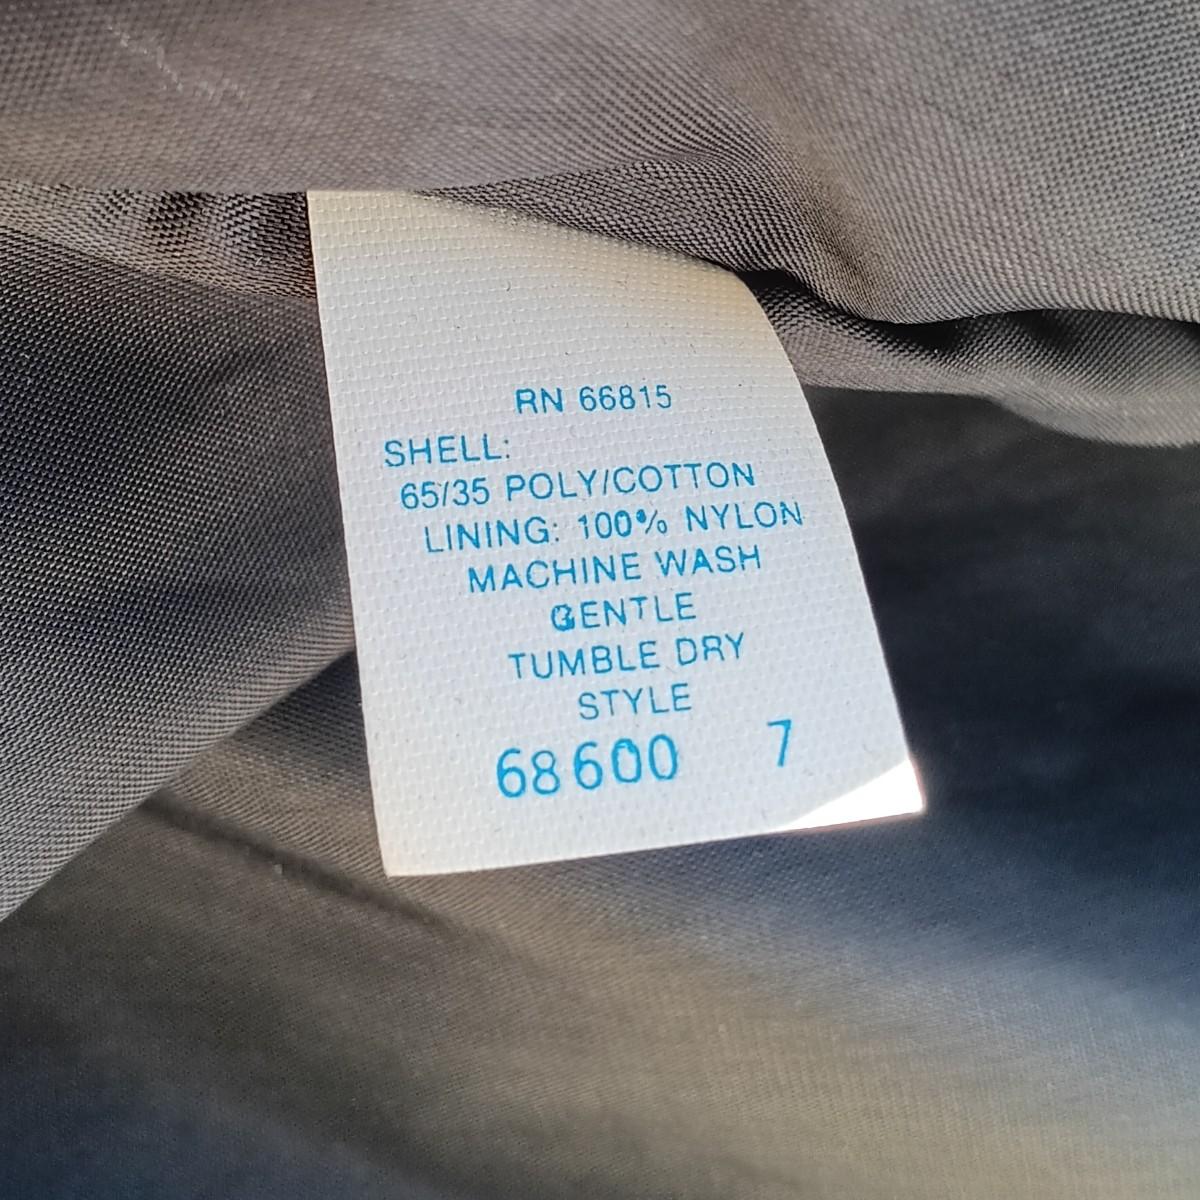 RN 66815
SHELL:
65/35 POLY/COTTON
LINING: 100% NYLON
MACHINE WASH
GENTLE
TUMBLE DRY
STYLE
68600 7